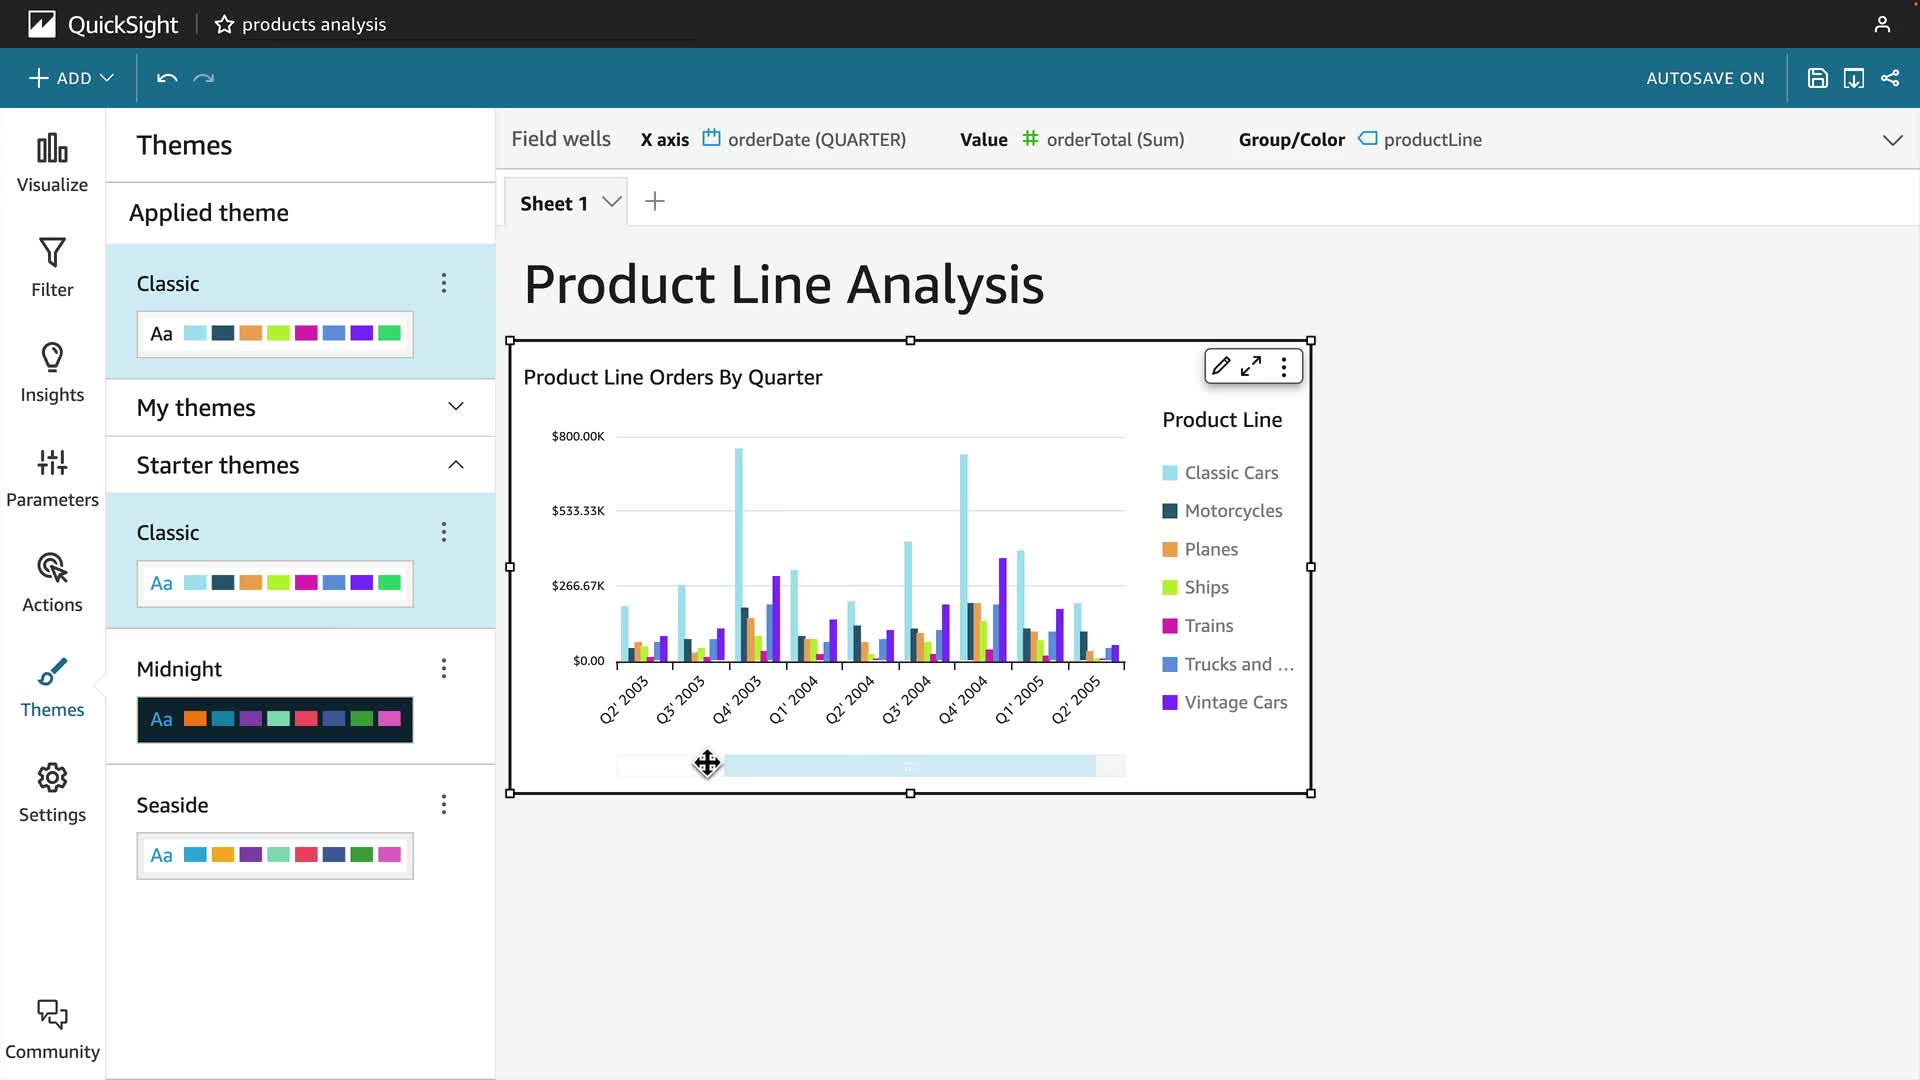 QuickSight
products analysis
ADD
AUTOSAVE ON
Visualize
Filter
Insights
Parameters
Actions
Themes
Settings
Community
Themes
Applied theme
Classic
Aa
My themes
Starter themes
Classic
Aa
Midnight
Aa
Seaside
Aa
Field wells X axis orderDate (QUARTER) Value orderTotal (Sum) Group/Color productLine
Sheet 1
Product Line Analysis
Product Line Orders By Quarter
$800.00K
$533.33K
$266.67K
$0.00
Q2' 2003
Q3' 2003
Q4' 2003
Q1' 2004
Q2' 2004
Q3' 2004
Q4' 2004
Q1' 2005
Q2' 2005
Product Line
Classic Cars
Motorcycles
Planes
Ships
Trains
Trucks and ...
Vintage Cars